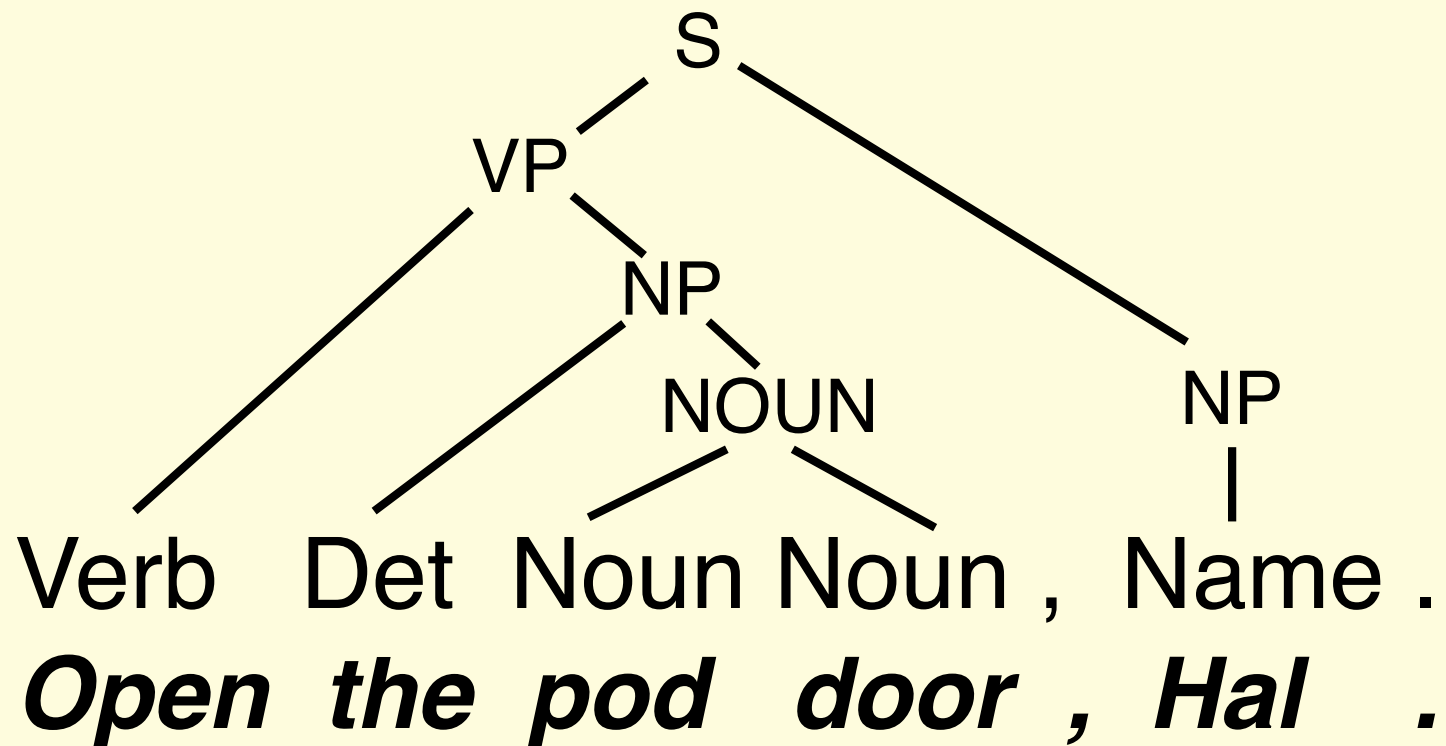 S
VP
NP
NOUN
NP
Verb Det Noun Noun , Name .
Open the pod door , Hal .